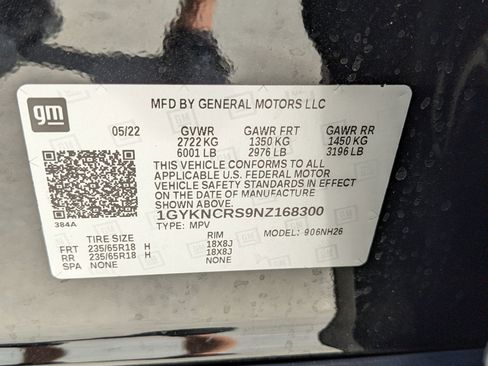 gm
MFD BY GENERAL MOTORS LLC
05/22 GVWR GAWR FRT GAWR RR
2722 KG 1350 KG 1450 KG
6001 LB 2976 LB 3196 LB
THIS VEHICLE CONFORMS TO ALL
APPLICABLE U.S. FEDERAL MOTOR
VEHICLE SAFETY STANDARDS IN EFFECT
ON THE DATE OF MANUFACTURE
SHOWN ABOVE.
1GYKNCRS9NZ168300
384A
TYPE: MPV
TIRE SIZE RIM MODEL: 906NH26
FRT 235/65R18 H 18X8J
RR 235/65R18 H 18X8J
SPA NONE NONE